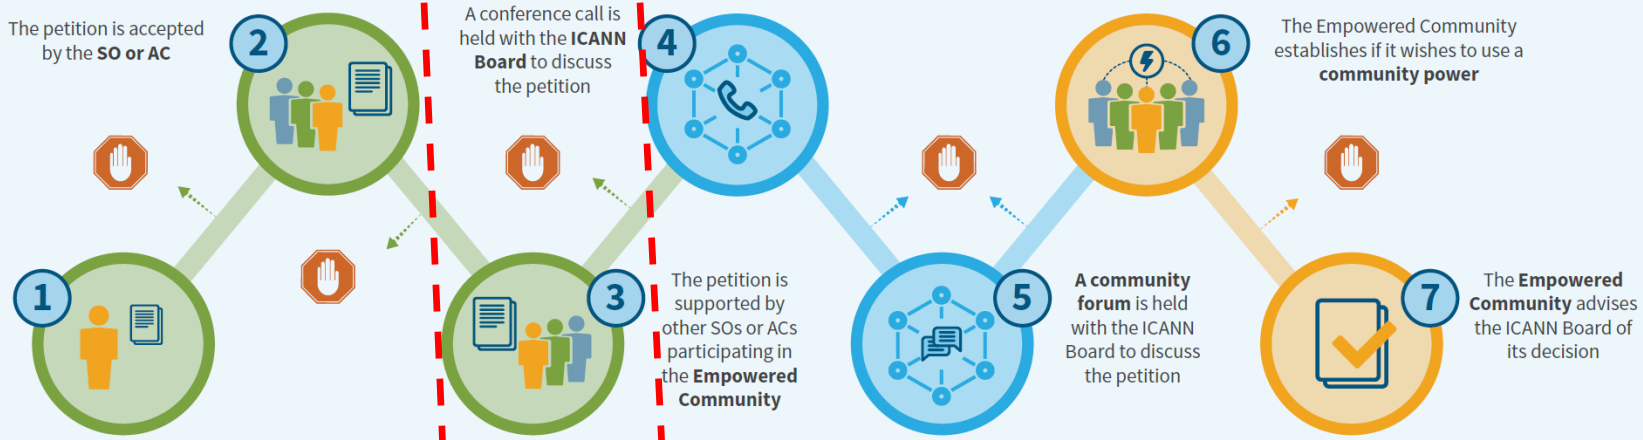 The petition is accepted
by the SO or AC
2
A conference call is
held with the ICANN
Board to discuss
the petition
4
6
The Empowered Community
establishes if it wishes to use a
community power
1
3
The petition is
supported by
other SOs or ACs
participating in
the Empowered
Community
5
A community
forum is held
with the ICANN
Board to discuss
the petition
7
The Empowered
Community advises
the ICANN Board of
its decision